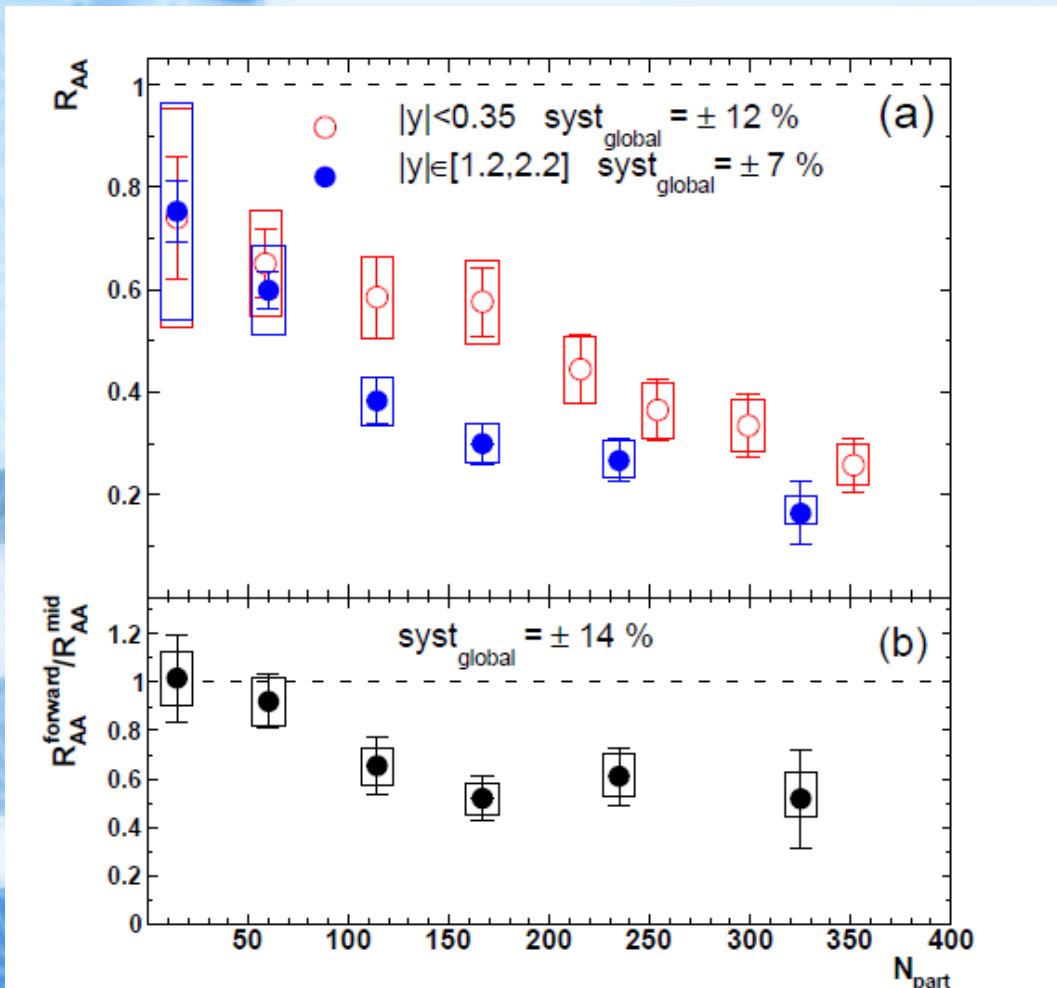 R_AA
1
0.8
0.6
0.4
0.2
|y|<0.35 syst_global = ± 12 %
|y|∈[1.2,2.2] syst_global = ± 7 %
(a)
R_AA^forward/R_AA^mid
1.2
1
0.8
0.6
0.4
0.2
0
syst_global = ± 14 %
(b)
50 100 150 200 250 300 350 400
N_part